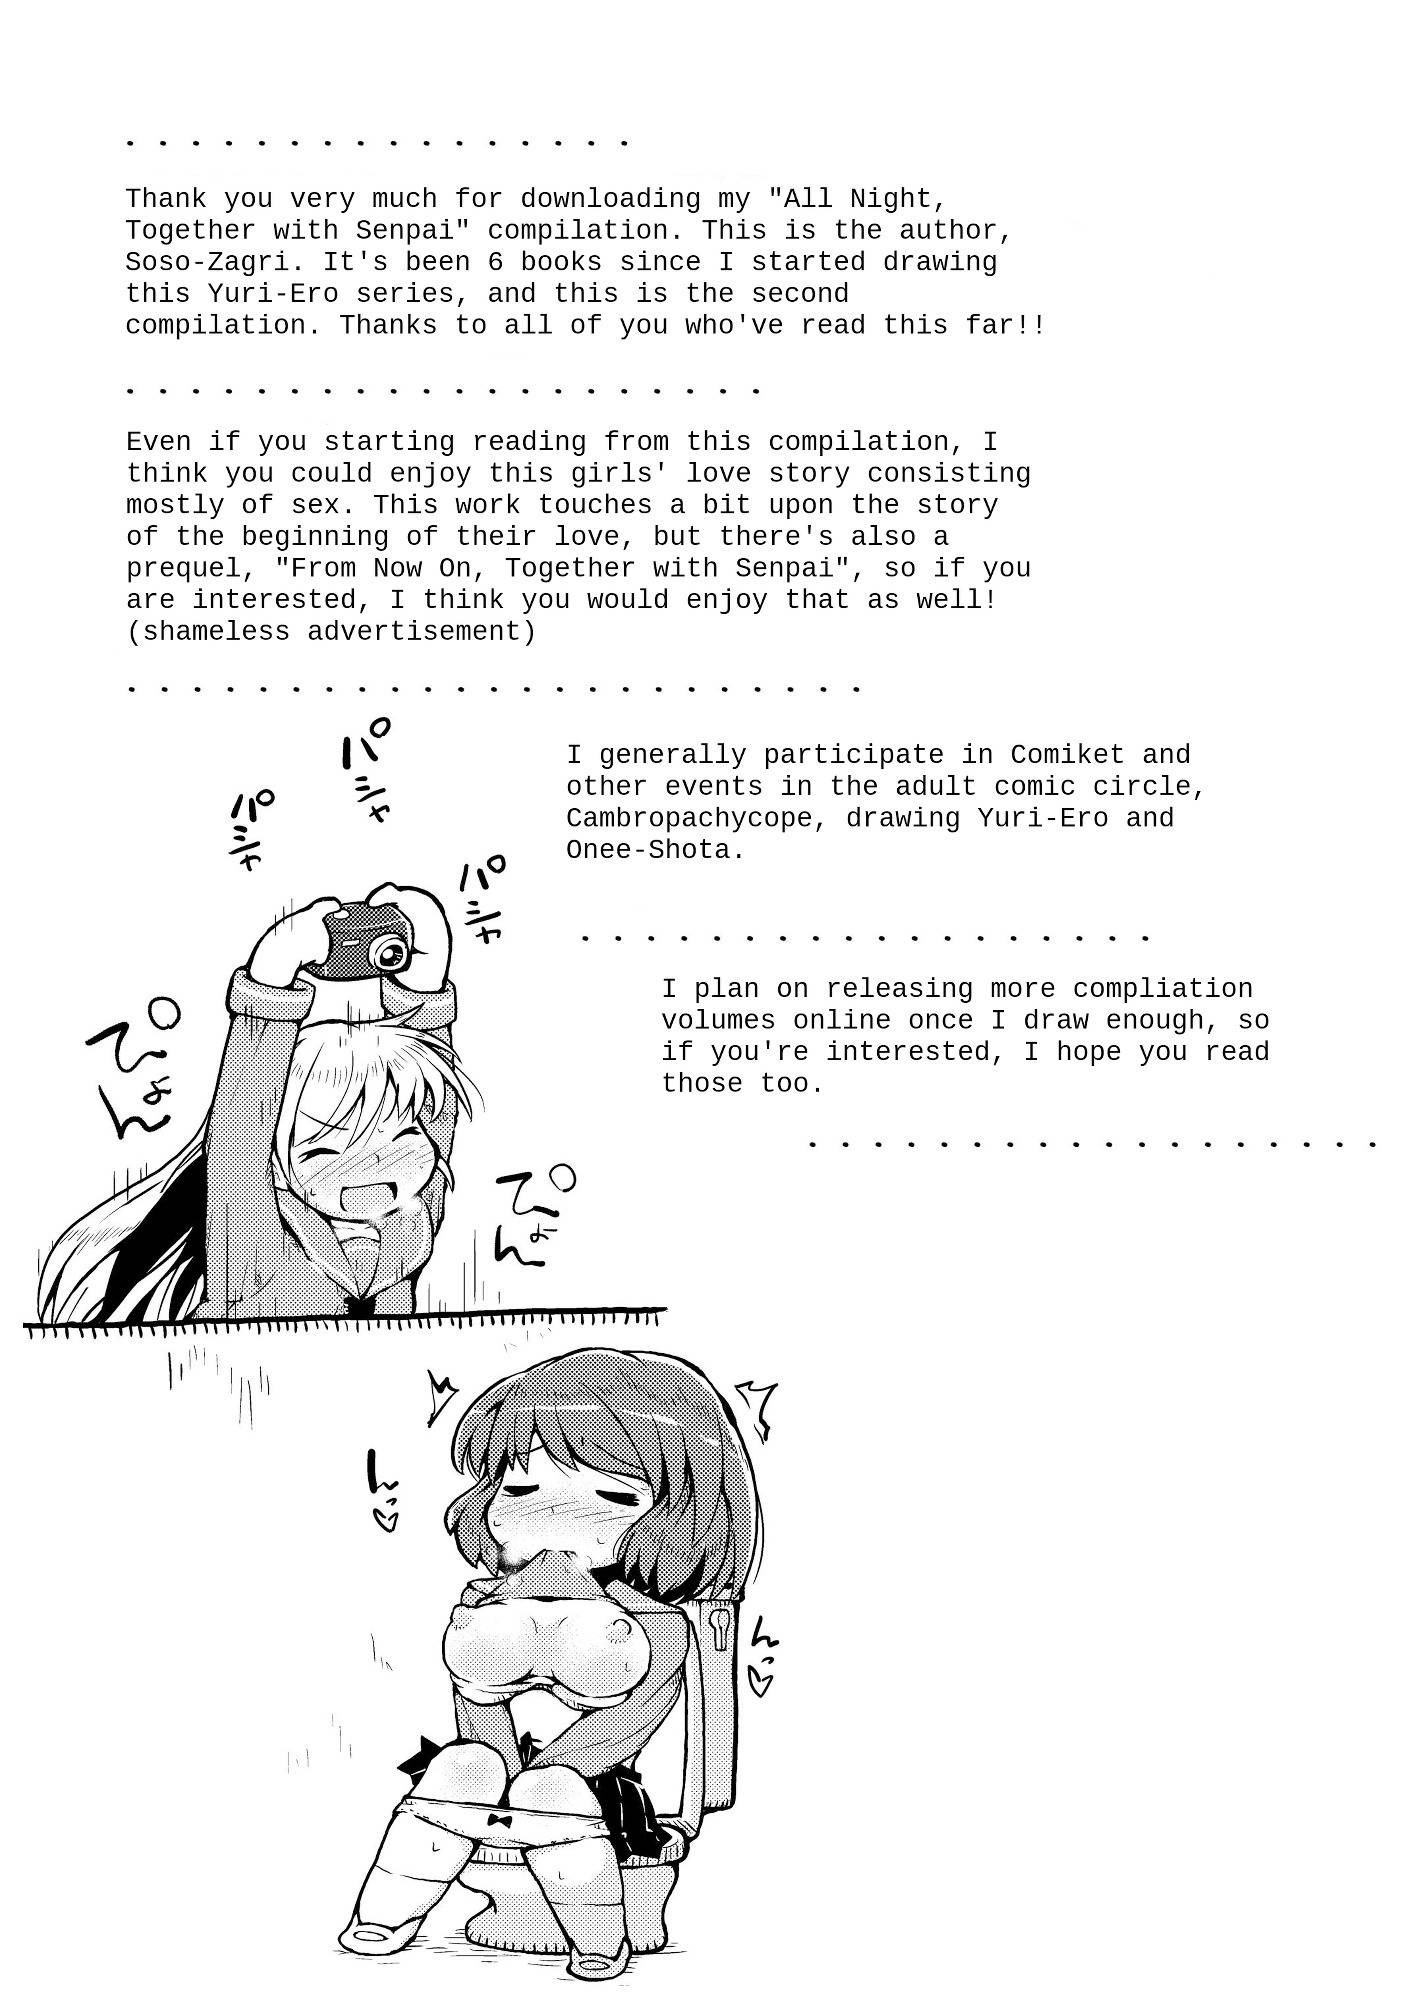 Thank you very much for downloading my "All Night,
Together with Senpai" compilation. This is the author,
Soso-Zagri. It's been 6 books since I started drawing
this Yuri-Ero series, and this is the second
compilation. Thanks to all of you who've read this far!!
Even if you starting reading from this compilation, I
think you could enjoy this girls' love story consisting
mostly of sex. This work touches a bit upon the story
of the beginning of their love, but there's also a
prequel, "From Now On, Together with Senpai", so if you
are interested, I think you would enjoy that as well!
(shameless advertisement)
I generally participate in Comiket and
other events in the adult comic circle,
Cambropachycope, drawing Yuri-Ero and
Onee-Shota.
I plan on releasing more compliation
volumes online once I draw enough, so
if you're interested, I hope you read
those too.
パシャ
パシャ
パシャ
ぴょん
ぴょん
んっ♡
んっ♡